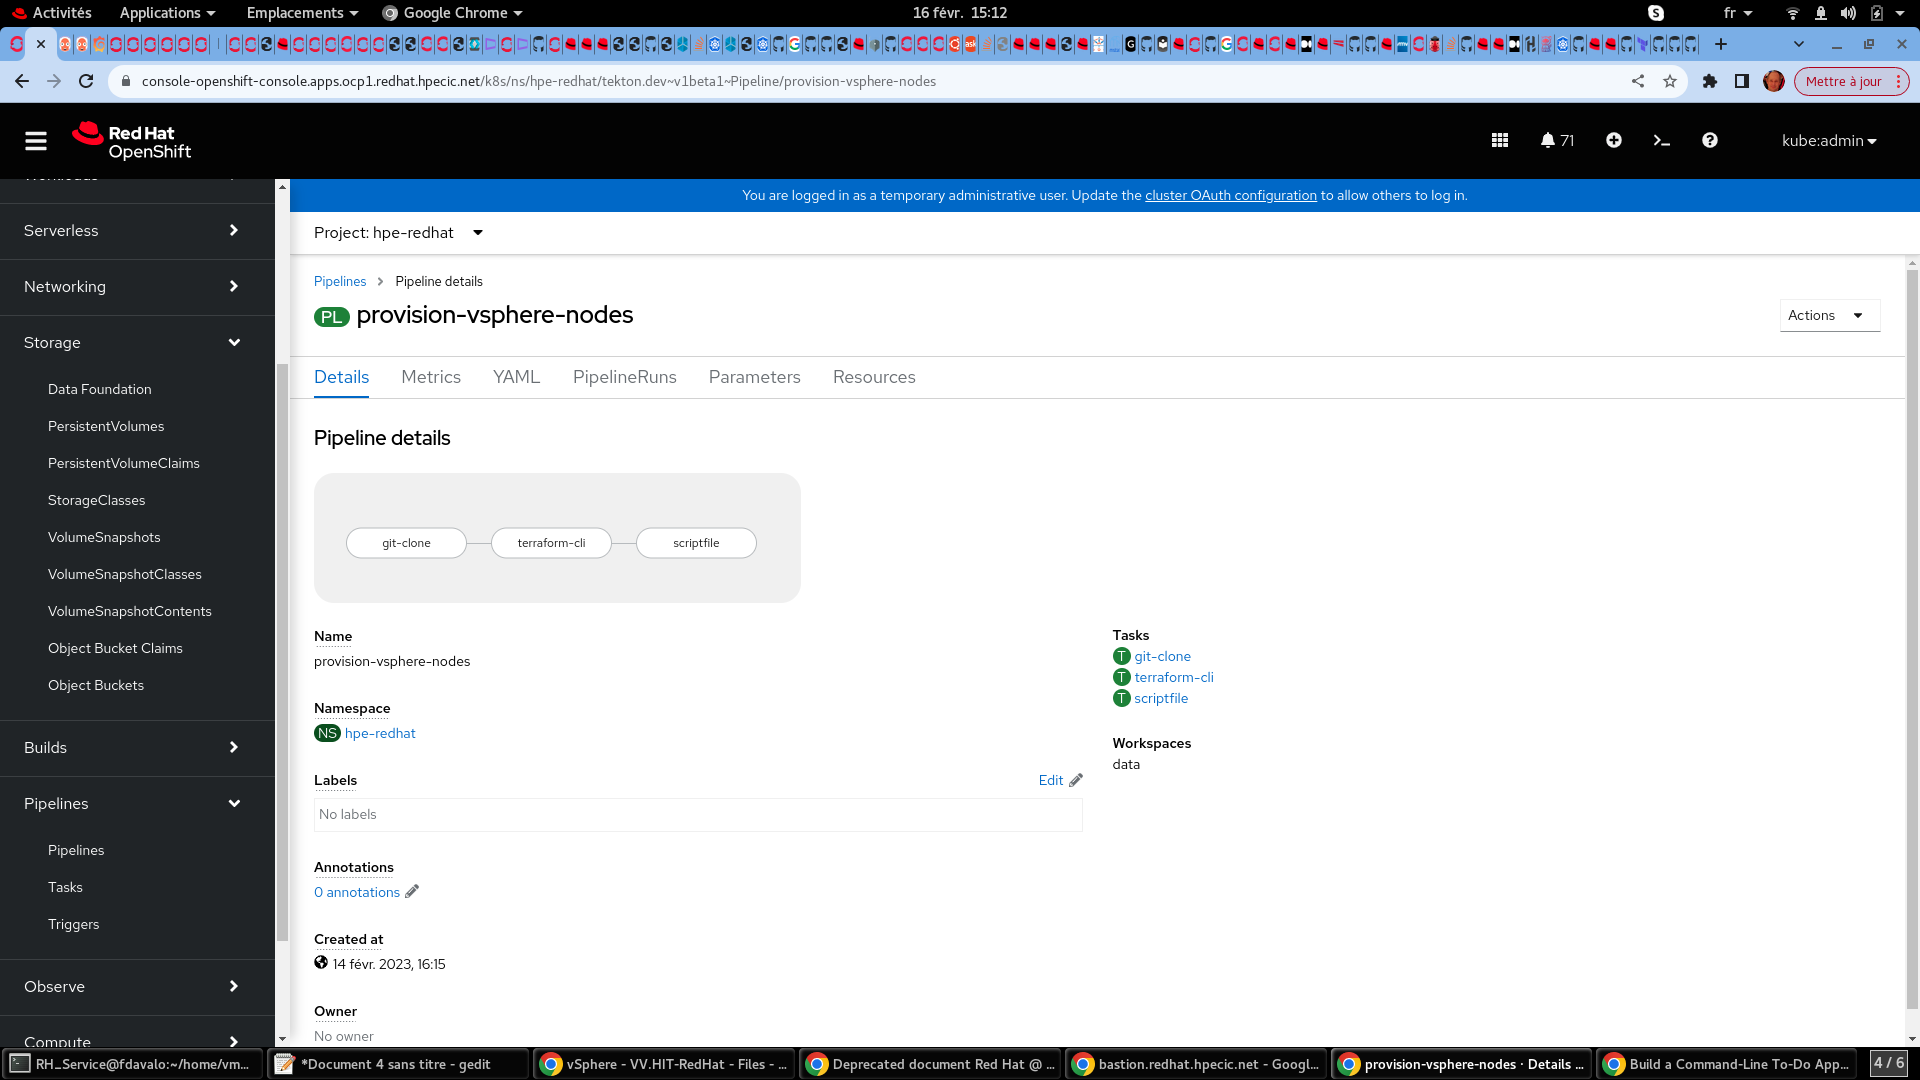 Activités Applications Emplacements Google Chrome 16 févr. 15:12 fr
console-openshift-console.apps.ocp1.redhat.hpecic.net/k8s/ns/hpe-redhat/tekton.dev~v1beta1~Pipeline/provision-vsphere-nodes Mettre à jour
Red Hat
OpenShift
71 kube:admin
You are logged in as a temporary administrative user. Update the cluster OAuth configuration to allow others to log in.
Workloads
Serverless
Networking
Storage
Data Foundation
PersistentVolumes
PersistentVolumeClaims
StorageClasses
VolumeSnapshots
VolumeSnapshotClasses
VolumeSnapshotContents
Object Bucket Claims
Object Buckets
Builds
Pipelines
Pipelines
Tasks
Triggers
Observe
Compute
Project: hpe-redhat
Pipelines Pipeline details
PL provision-vsphere-nodes
Actions
Details Metrics YAML PipelineRuns Parameters Resources
Pipeline details
git-clone terraform-cli scriptfile
Name
provision-vsphere-nodes
Namespace
NS hpe-redhat
Labels Edit
No labels
Annotations
0 annotations
Created at
14 févr. 2023, 16:15
Owner
No owner
Tasks
T git-clone
T terraform-cli
T scriptfile
Workspaces
data
RH_Service@fdavalo:~/home/vm... *Document 4 sans titre - gedit vSphere - VV.HIT-RedHat - Files - ... Deprecated document Red Hat @ ... bastion.redhat.hpecic.net - Googl... provision-vsphere-nodes · Details ... Build a Command-Line To-Do App... 4 / 6